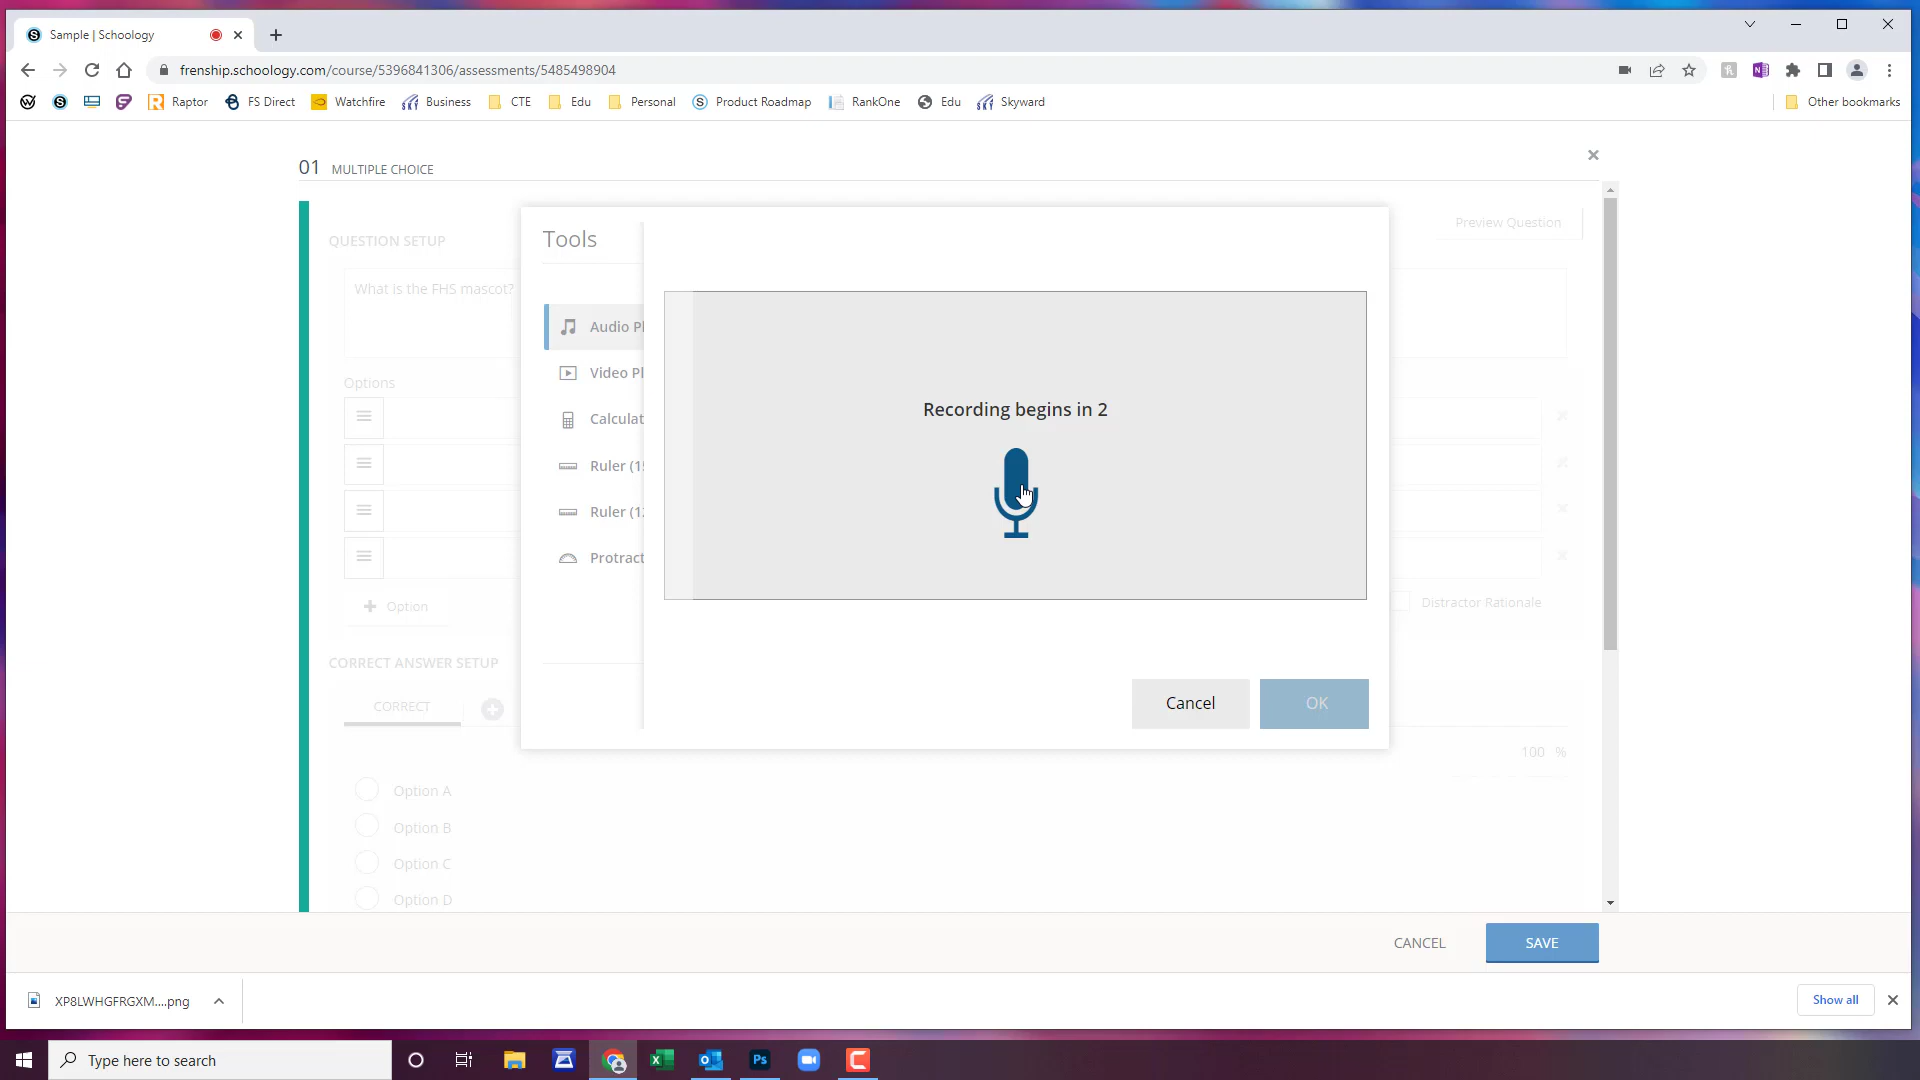 Sample | Schoology
frenship.schoology.com/course/5396841306/assessments/5485498904
Raptor FS Direct Watchfire Business CTE Edu Personal Product Roadmap RankOne Edu Skyward Other bookmarks
01 MULTIPLE CHOICE
Preview Question
QUESTION SETUP
Tools
What is the FHS mascot?
Audio Pl
Video Pl
Options
Recording begins in 2
Calculat
Ruler (15
Ruler (12
Protract
Option
Distractor Rationale
CORRECT ANSWER SETUP
Cancel OK
CORRECT
100 %
Option A
Option B
Option C
Option D
CANCEL SAVE
XP8LWHGFRGXM....png
Show all
Type here to search